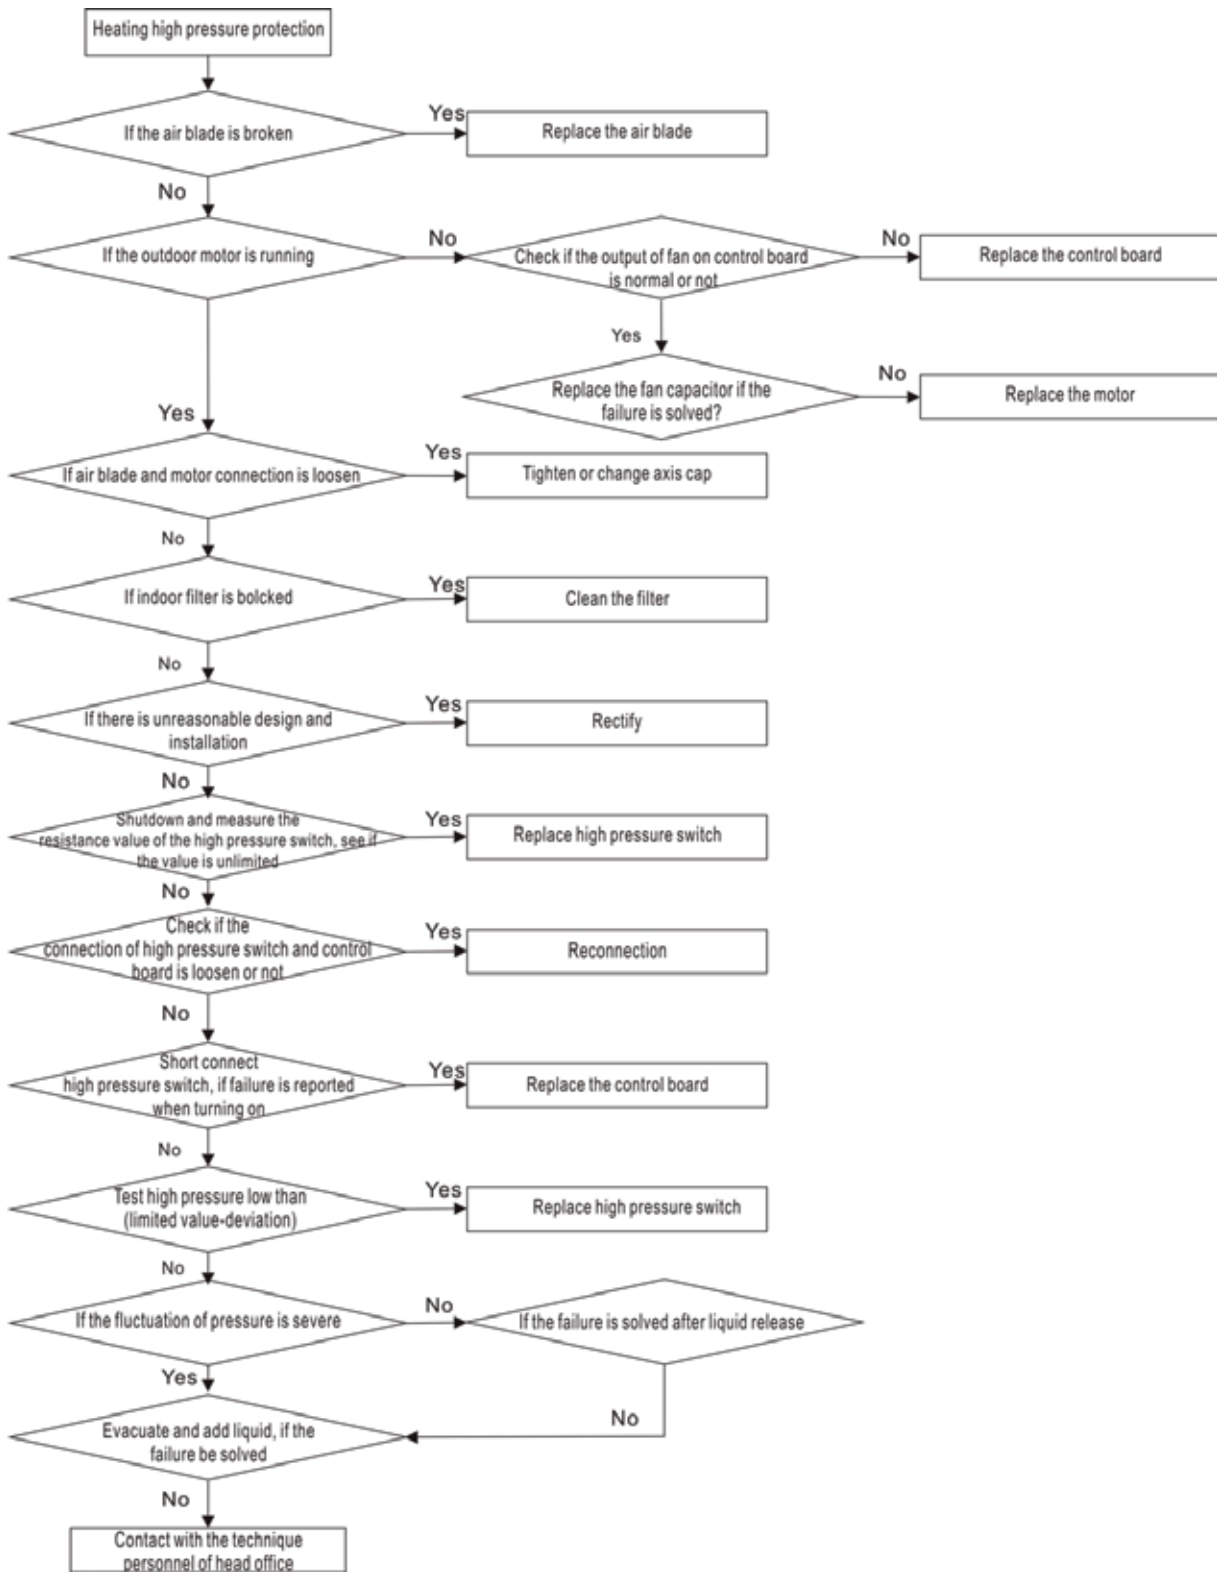 Heating high pressure protection
If the air blade is broken
Yes
Replace the air blade
No
If the outdoor motor is running
No
Check if the output of fan on control board
is normal or not
No
Replace the control board
Yes
Replace the fan capacitor if the
failure is solved?
No
Replace the motor
Yes
If air blade and motor connection is loosen
Yes
Tighten or change axis cap
No
If indoor filter is bolcked
Yes
Clean the filter
No
If there is unreasonable design and
installation
Yes
Rectify
No
Shutdown and measure the
resistance value of the high pressure switch, see if
the value is unlimited
Yes
Replace high pressure switch
No
Check if the
connection of high pressure switch and control
board is loosen or not
Yes
Reconnection
No
Short connect
high pressure switch, if failure is reported
when turning on
Yes
Replace the control board
No
Test high pressure low than
(limited value-deviation)
Yes
Replace high pressure switch
No
If the fluctuation of pressure is severe
No
If the failure is solved after liquid release
Yes
No
Evacuate and add liquid, if the
failure be solved
No
Contact with the technique
personnel of head office